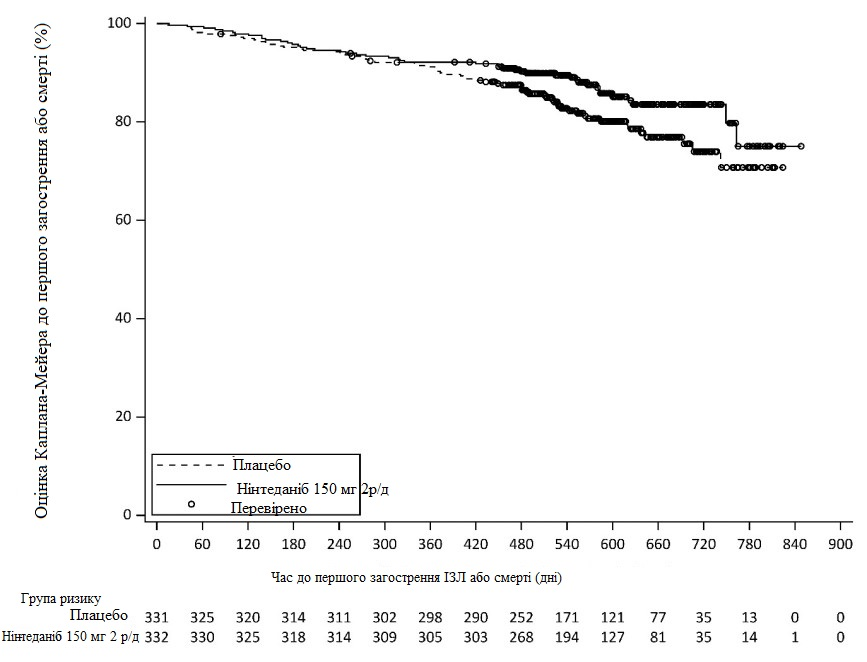 Оцінка Каплана-Мейера до першого загострення або смерті (%)
100
80
60
40
20
0
Плацебо
Нінтеданіб 150 мг 2р/д
Перевірено
0 60 120 180 240 300 360 420 480 540 600 660 720 780 840 900
Час до першого загострення ІЗЛ або смерті (дні)
Група ризику
Плацебо 331 325 320 314 311 302 298 290 252 171 121 77 35 13 0 0
Нінтеданіб 150 мг 2 р/д 332 330 325 318 314 309 305 303 268 194 127 81 35 14 1 0